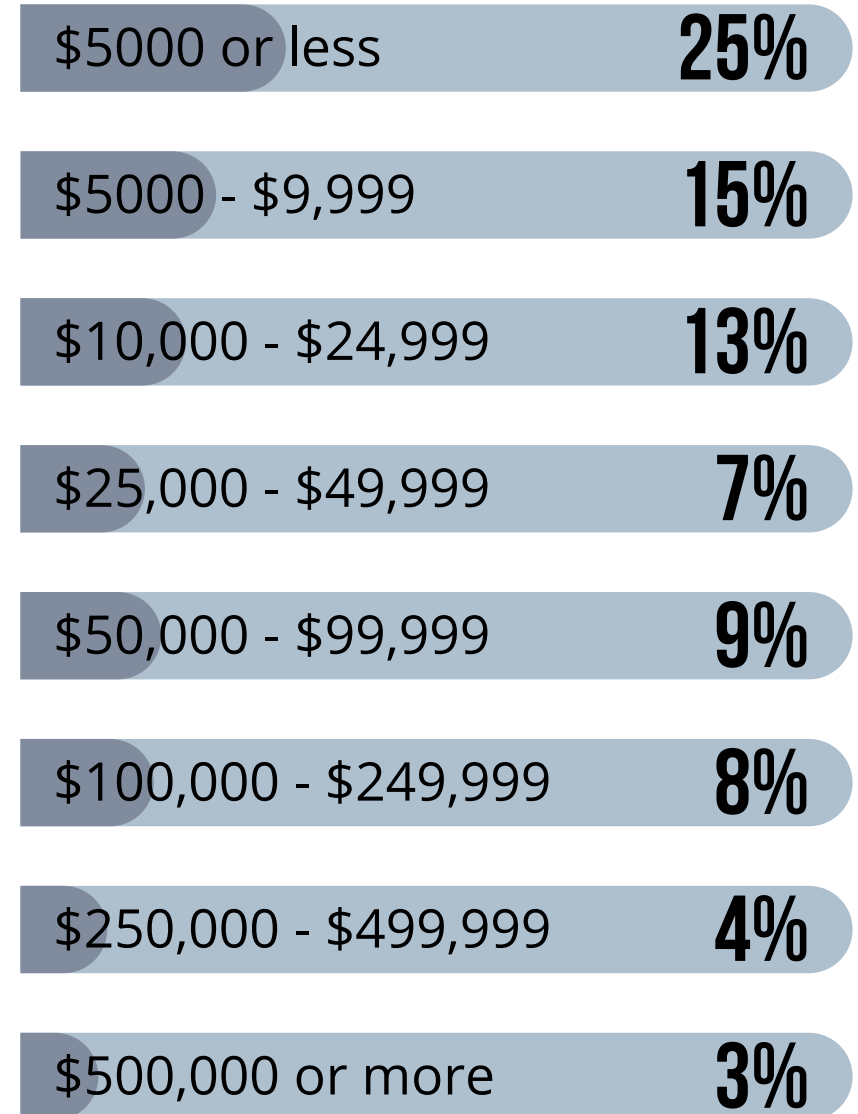 $5000 or less 25%
$5000 - $9,999 15%
$10,000 - $24,999 13%
$25,000 - $49,999 7%
$50,000 - $99,999 9%
$100,000 - $249,999 8%
$250,000 - $499,999 4%
$500,000 or more 3%